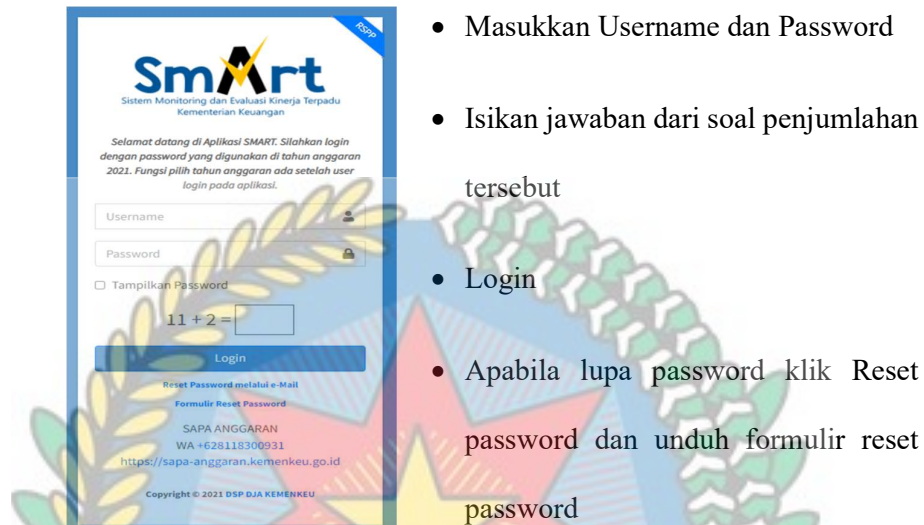 RSPP
SmArt
Sistem Monitoring dan Evaluasi Kinerja Terpadu
Kementerian Keuangan
Selamat datang di Aplikasi SMART. Silahkan login
dengan password yang digunakan di tahun anggaran
2021. Fungsi pilih tahun anggaran ada setelah user
login pada aplikasi.
Username
Password
Tampilkan Password
11 + 2 =
Login
Reset Password melalui e-Mail
Formulir Reset Password
SAPA ANGGARAN
WA +628118300931
https://sapa-anggaran.kemenkeu.go.id
Copyright © 2021 DSP DJA KEMENKEU
• Masukkan Username dan Password
• Isikan jawaban dari soal penjumlahan
tersebut
• Login
• Apabila lupa password klik Reset
password dan unduh formulir reset
password